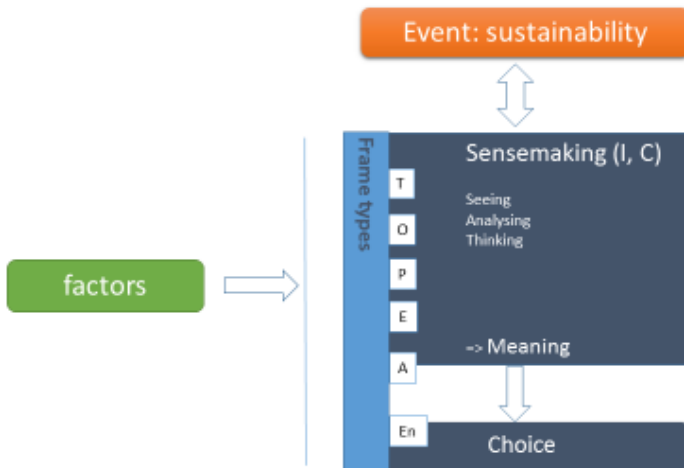 Event: sustainability
Frame types
Sensemaking (I, C)
T
Seeing
Analysing
Thinking
O
factors
P
E
=> Meaning
A
En
Choice